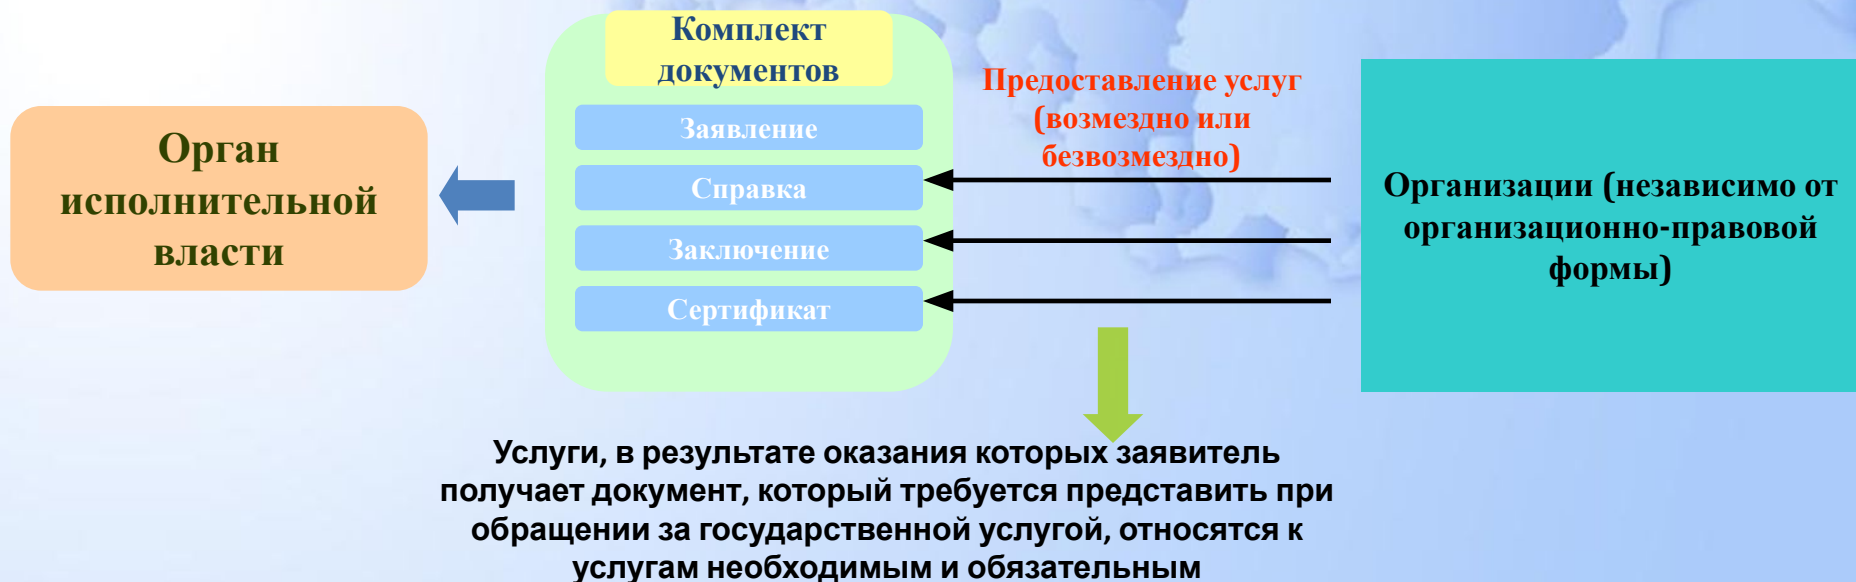 Комплект
документов
Орган
исполнительной
власти
Заявление
Справка
Заключение
Сертификат
Предоставление услуг
(возмездно или
безвозмездно)
Организации (независимо от
организационно-правовой
формы)
Услуги, в результате оказания которых заявитель
получает документ, который требуется представить при
обращении за государственной услугой, относятся к
услугам необходимым и обязательным